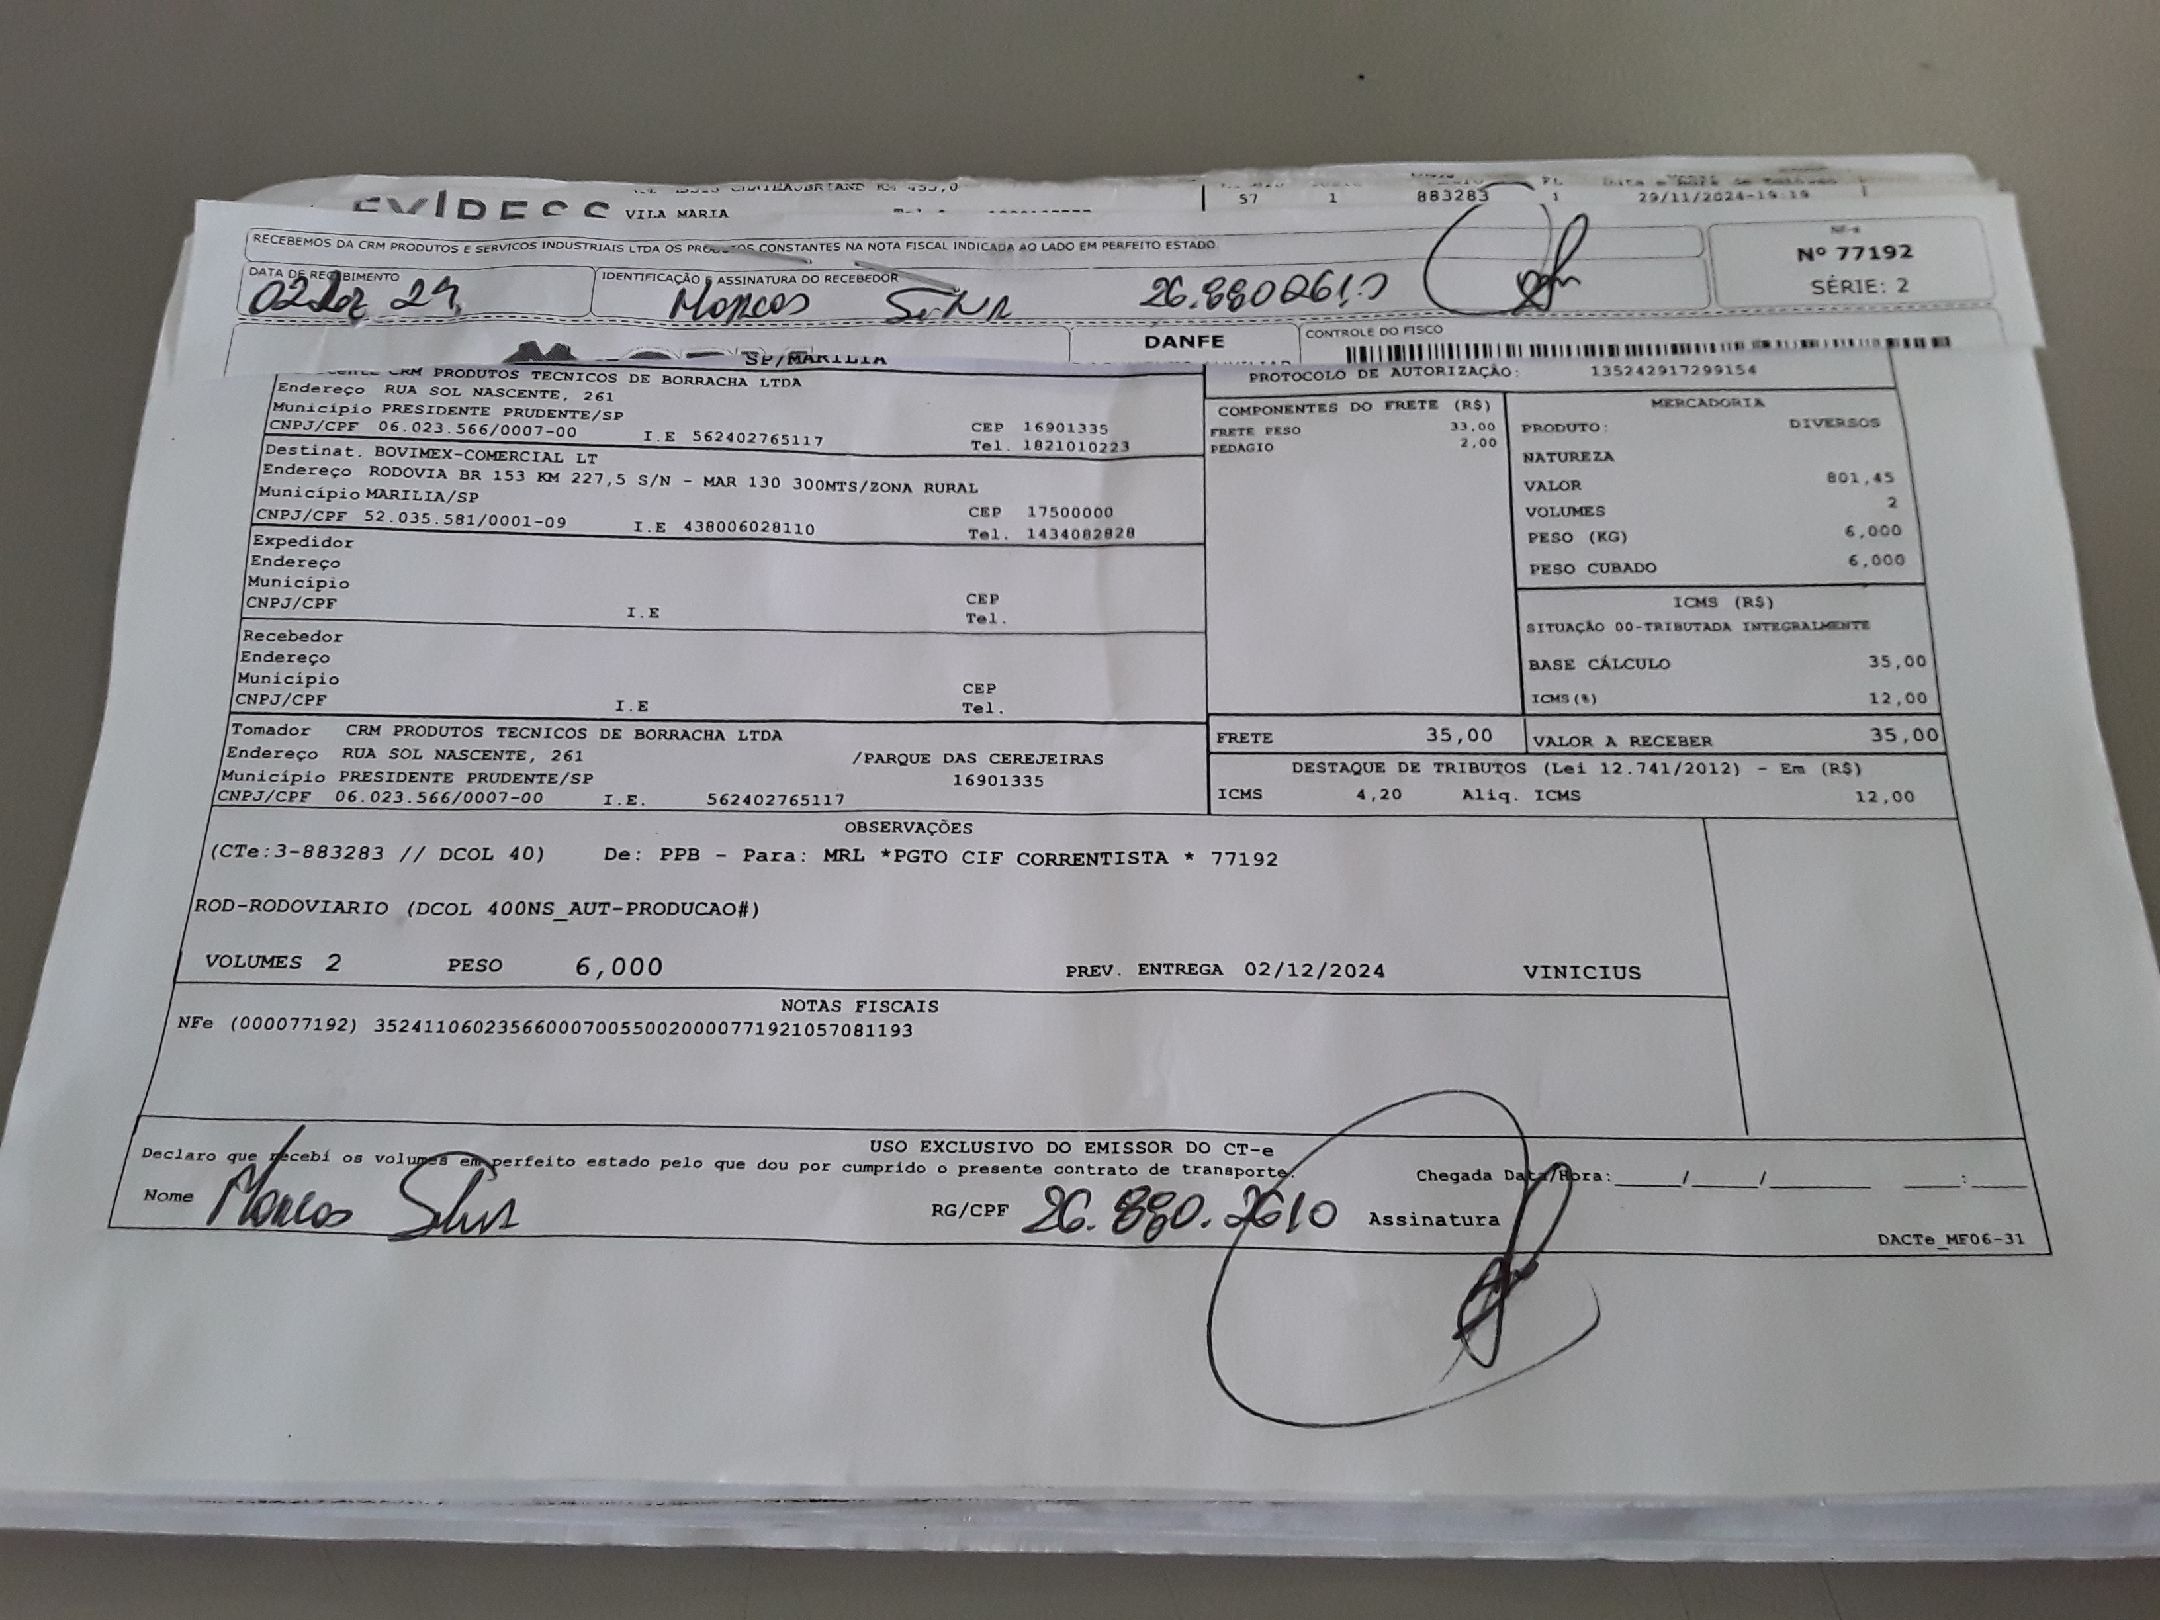 VILA MARIA
57 1 883283 1 29/11/2024-19:19
RECEBEMOS DA CRM PRODUTOS E SERVICOS INDUSTRIAIS LTDA OS PRODUTOS CONSTANTES NA NOTA FISCAL INDICADA AO LADO EM PERFEITO ESTADO
NF-e
Nº 77192
SÉRIE: 2
DATA DE RECEBIMENTO
02 Dez 24
IDENTIFICAÇÃO E ASSINATURA DO RECEBEDOR
Marcos Silva 26.880 2610
SP/MARILIA
DANFE
CONTROLE DO FISCO
CRM PRODUTOS TECNICOS DE BORRACHA LTDA
Endereço RUA SOL NASCENTE, 261
Município PRESIDENTE PRUDENTE/SP CEP 16901335
CNPJ/CPF 06.023.566/0007-00 I.E 562402765117 Tel. 1821010223
Destinat. BOVIMEX-COMERCIAL LT
Endereço RODOVIA BR 153 KM 227,5 S/N - MAR 130 300MTS/ZONA RURAL
Município MARILIA/SP CEP 17500000
CNPJ/CPF 52.035.581/0001-09 I.E 438006028110 Tel. 1434082828
Expedidor
Endereço
Município CEP
CNPJ/CPF I.E Tel.
Recebedor
Endereço
Município CEP
CNPJ/CPF I.E Tel.
Tomador CRM PRODUTOS TECNICOS DE BORRACHA LTDA
Endereço RUA SOL NASCENTE, 261 /PARQUE DAS CEREJEIRAS
Município PRESIDENTE PRUDENTE/SP 16901335
CNPJ/CPF 06.023.566/0007-00 I.E. 562402765117
PROTOCOLO DE AUTORIZAÇÃO: 135242917299154
COMPONENTES DO FRETE (R$)
FRETE PESO 33,00
PEDAGIO 2,00
MERCADORIA
PRODUTO: DIVERSOS
NATUREZA
VALOR 801,45
VOLUMES 2
PESO (KG) 6,000
PESO CUBADO 6,000
ICMS (R$)
SITUAÇÃO 00-TRIBUTADA INTEGRALMENTE
BASE CÁLCULO 35,00
ICMS(%) 12,00
FRETE 35,00 VALOR A RECEBER 35,00
DESTAQUE DE TRIBUTOS (Lei 12.741/2012) - Em (R$)
ICMS 4,20 Aliq. ICMS 12,00
OBSERVAÇÕES
(CTe:3-883283 // DCOL 40) De: PPB - Para: MRL *PGTO CIF CORRENTISTA * 77192
ROD-RODOVIARIO (DCOL 400NS_AUT-PRODUCAO#)
VOLUMES 2 PESO 6,000 PREV. ENTREGA 02/12/2024 VINICIUS
NOTAS FISCAIS
NFe (000077192) 35241106023566000700550020000771921057081193
USO EXCLUSIVO DO EMISSOR DO CT-e
Declaro que recebi os volumes em perfeito estado pelo que dou por cumprido o presente contrato de transporte. Chegada Data/Hora:_____/_____/________ ____:____
Nome Marcos Silva RG/CPF 26.880.2610 Assinatura
DACTe_MF06-31